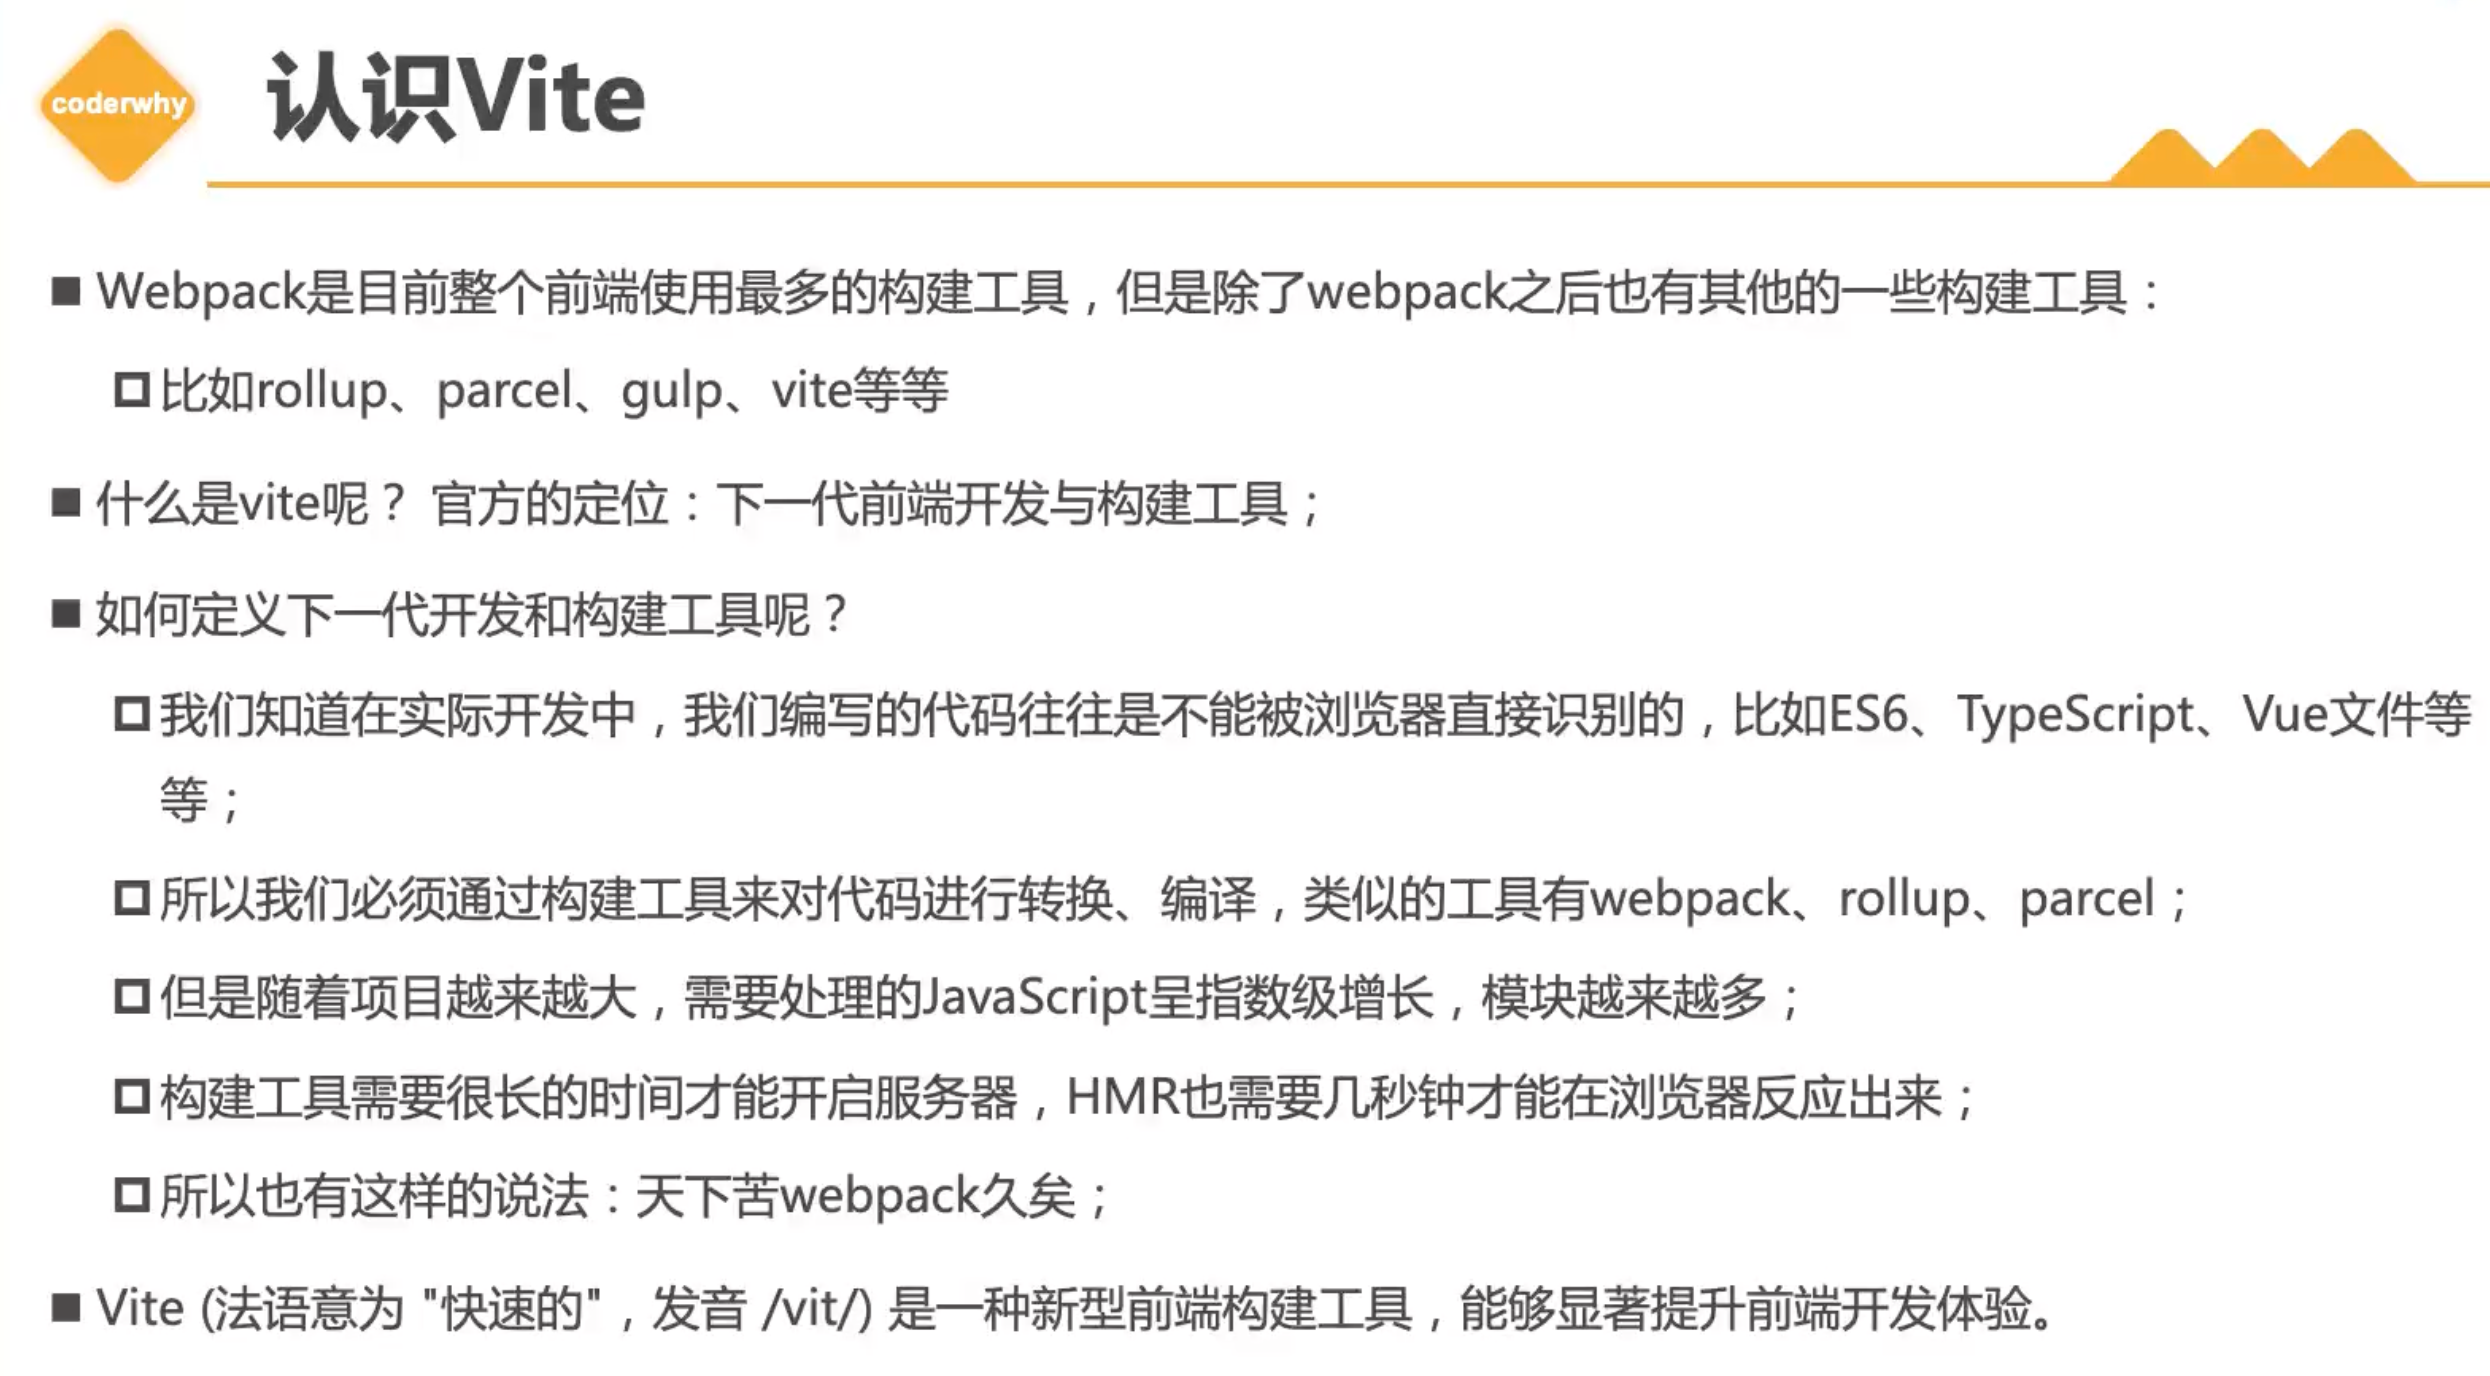 coderwhy
认识Vite
Webpack是目前整个前端使用最多的构建工具，但是除了webpack之后也有其他的一些构建工具：
比如rollup、parcel、gulp、vite等等
什么是vite呢？ 官方的定位：下一代前端开发与构建工具；
如何定义下一代开发和构建工具呢？
我们知道在实际开发中，我们编写的代码往往是不能被浏览器直接识别的，比如ES6、TypeScript、Vue文件等
等；
所以我们必须通过构建工具来对代码进行转换、编译，类似的工具有webpack、rollup、parcel；
但是随着项目越来越大，需要处理的JavaScript呈指数级增长，模块越来越多；
构建工具需要很长的时间才能开启服务器，HMR也需要几秒钟才能在浏览器反应出来；
所以也有这样的说法：天下苦webpack久矣；
Vite (法语意为 "快速的"，发音 /vit/) 是一种新型前端构建工具，能够显著提升前端开发体验。